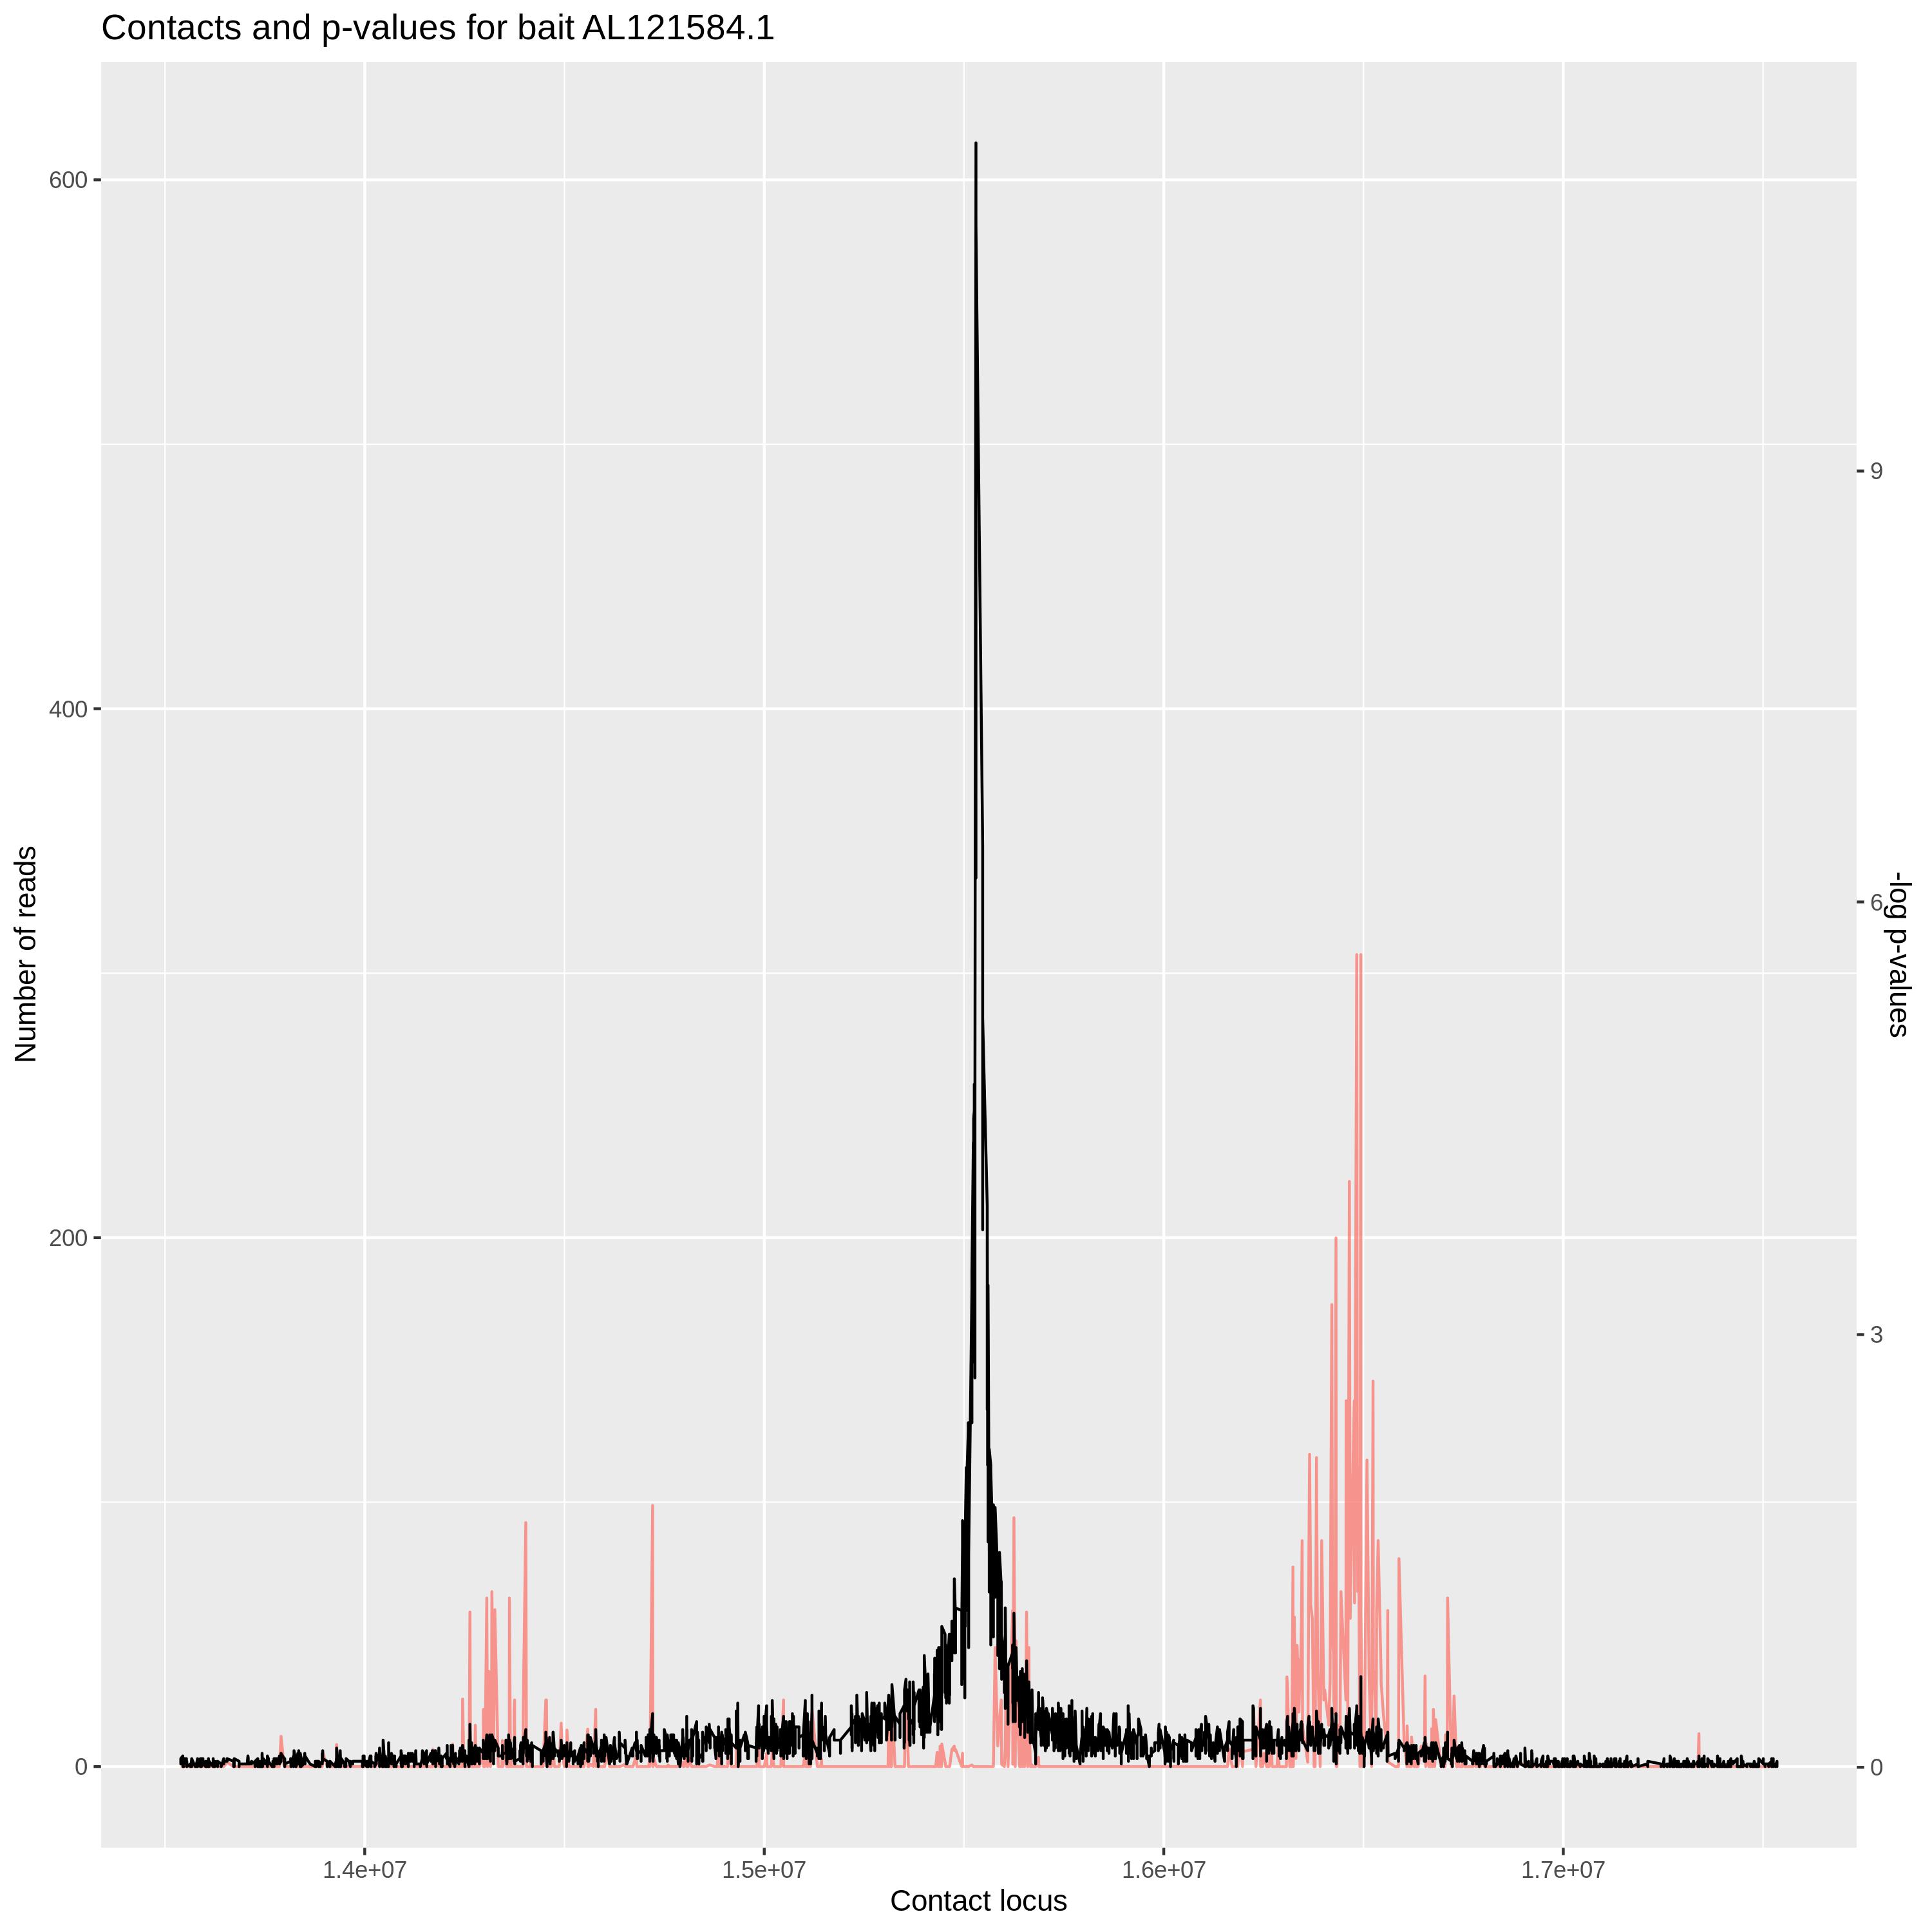 Contacts and p-values for bait AL121584.1
Number of reads
600
400
200
0
9
6
3
0
-log p-values
1.4e+07 1.5e+07 1.6e+07 1.7e+07
Contact locus